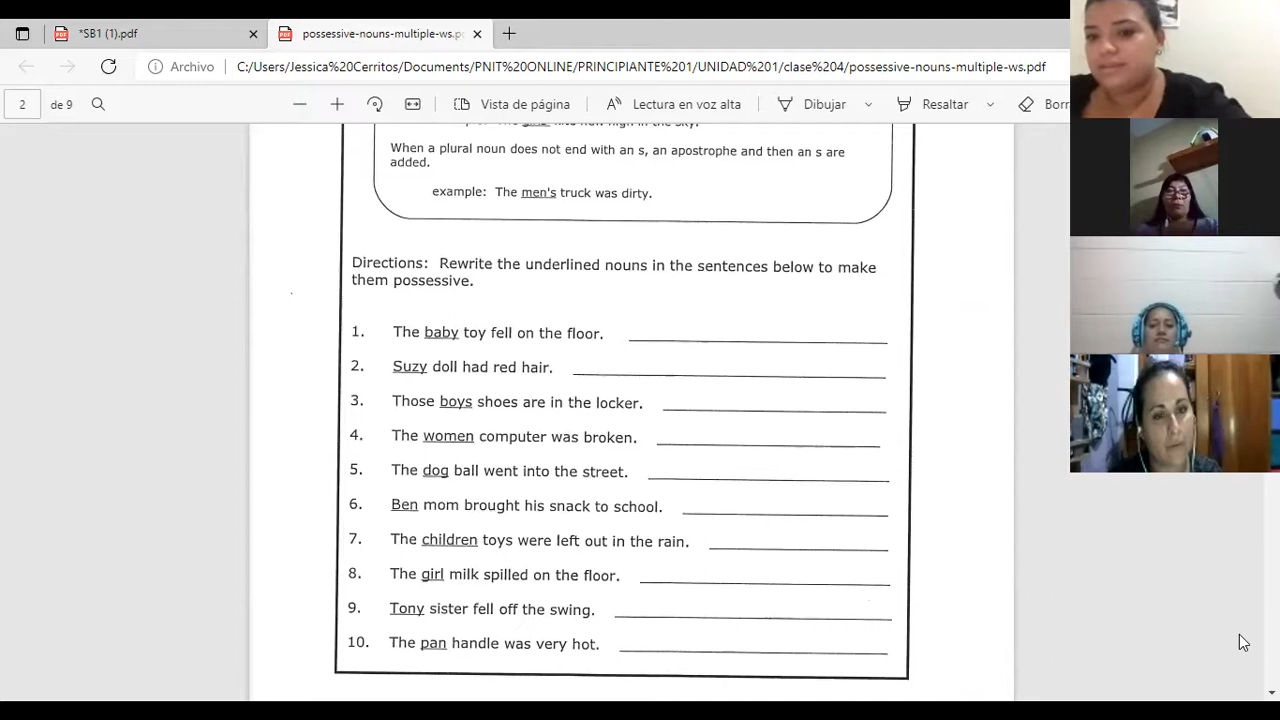 *SB1 (1).pdf
possessive-nouns-multiple-ws.p
Archivo
C:/Users/Jessica%20Cerritos/Documents/PNIT%20ONLINE/PRINCIPIANTE%201/UNIDAD%201/clase%204/possessive-nouns-multiple-ws.pdf
2 de 9
Vista de página
Lectura en voz alta
Dibujar
Resaltar
Borr
in the sky.
When a plural noun does not end with an s, an apostrophe and then an s are
added.
example: The men's truck was dirty.
Directions: Rewrite the underlined nouns in the sentences below to make
them possessive.
1. The baby toy fell on the floor.
2. Suzy doll had red hair.
3. Those boys shoes are in the locker.
4. The women computer was broken.
5. The dog ball went into the street.
6. Ben mom brought his snack to school.
7. The children toys were left out in the rain.
8. The girl milk spilled on the floor.
9. Tony sister fell off the swing.
10. The pan handle was very hot.